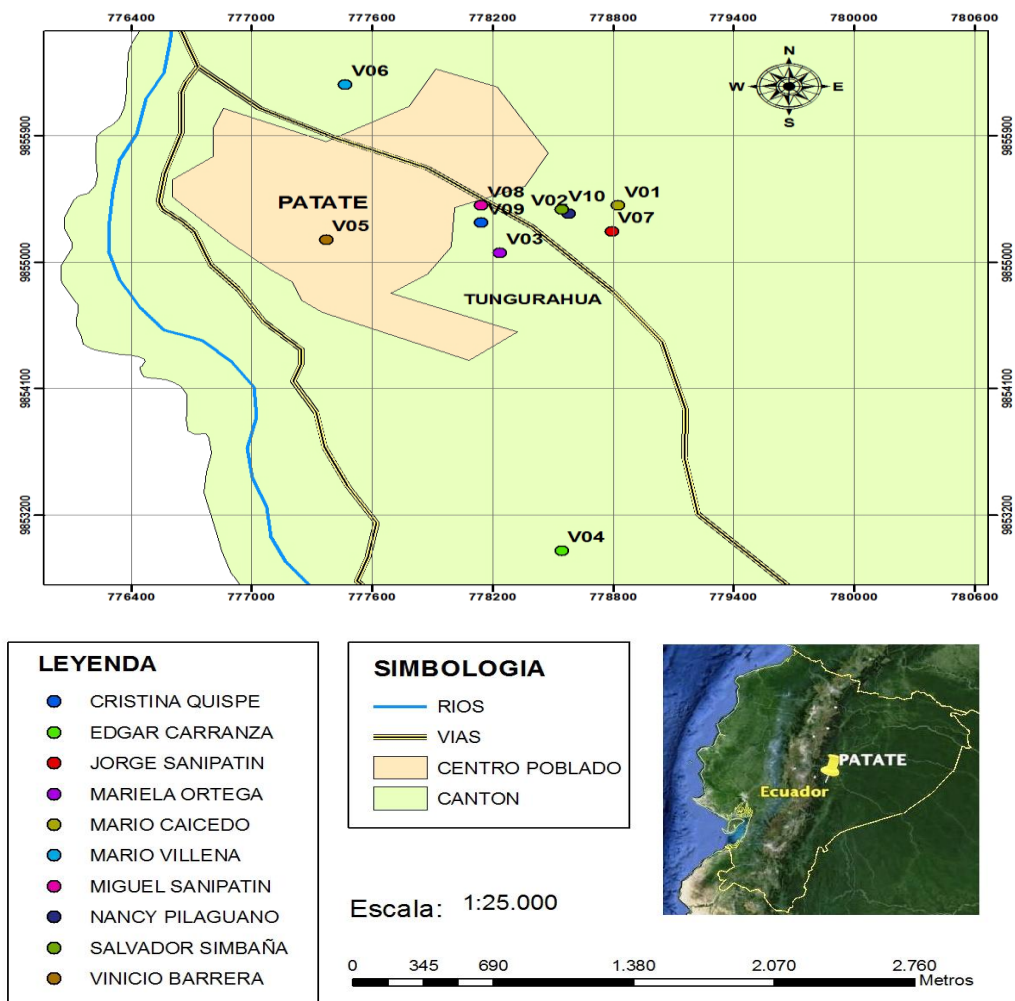 776400 777000 777600 778200 778800 779400 780000 780600
N
W E
S
V06
9855900 9855900
V08 V10 V01
PATATE V02
V09
V05 V03 V07
9855000 9855000
TUNGURAHUA
9854100 9854100
9853200 9853200
V04
776400 777000 777600 778200 778800 779400 780000 780600
LEYENDA
CRISTINA QUISPE
EDGAR CARRANZA
JORGE SANIPATIN
MARIELA ORTEGA
MARIO CAICEDO
MARIO VILLENA
MIGUEL SANIPATIN
NANCY PILAGUANO
SALVADOR SIMBAÑA
VINICIO BARRERA
SIMBOLOGIA
RIOS
VIAS
CENTRO POBLADO
CANTON
PATATE
Ecuador
Escala: 1:25.000
0 345 690 1.380 2.070 2.760
Metros